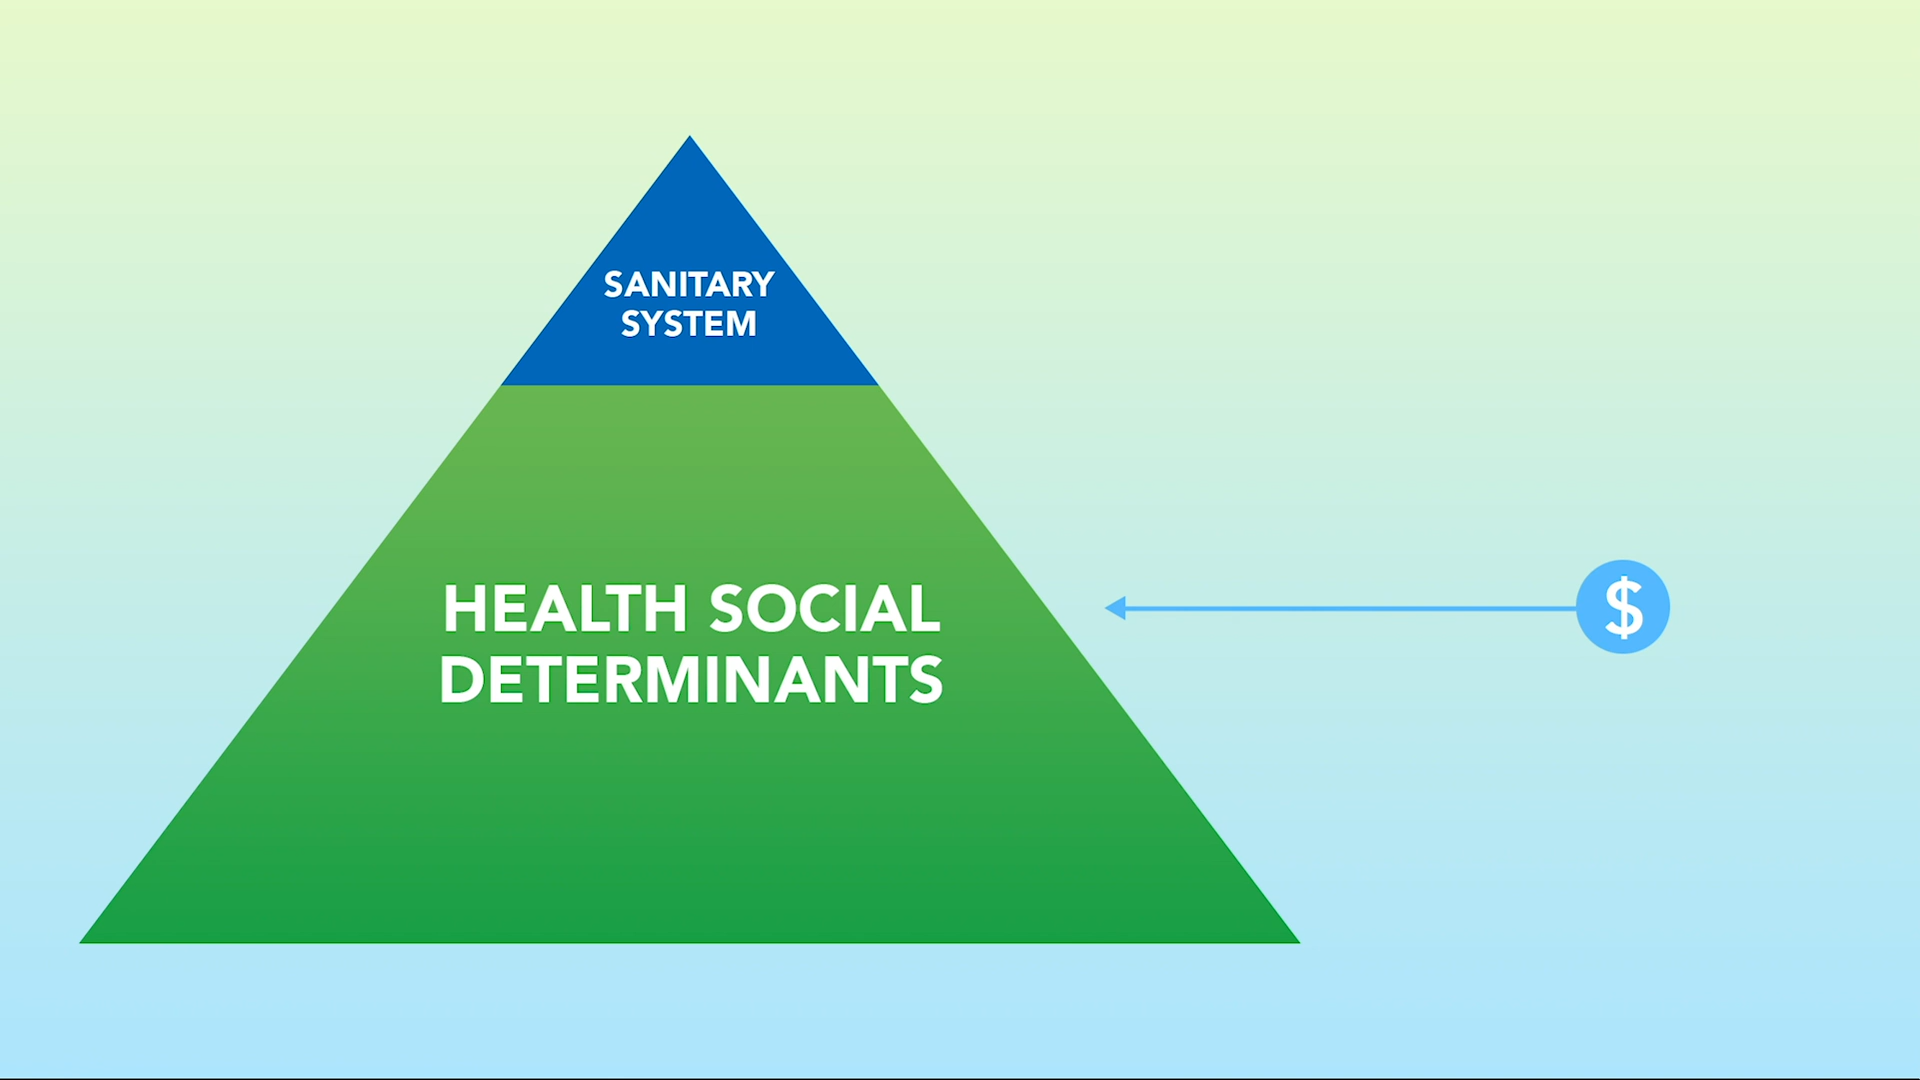 SANITARY
SYSTEM
HEALTH SOCIAL
DETERMINANTS
$